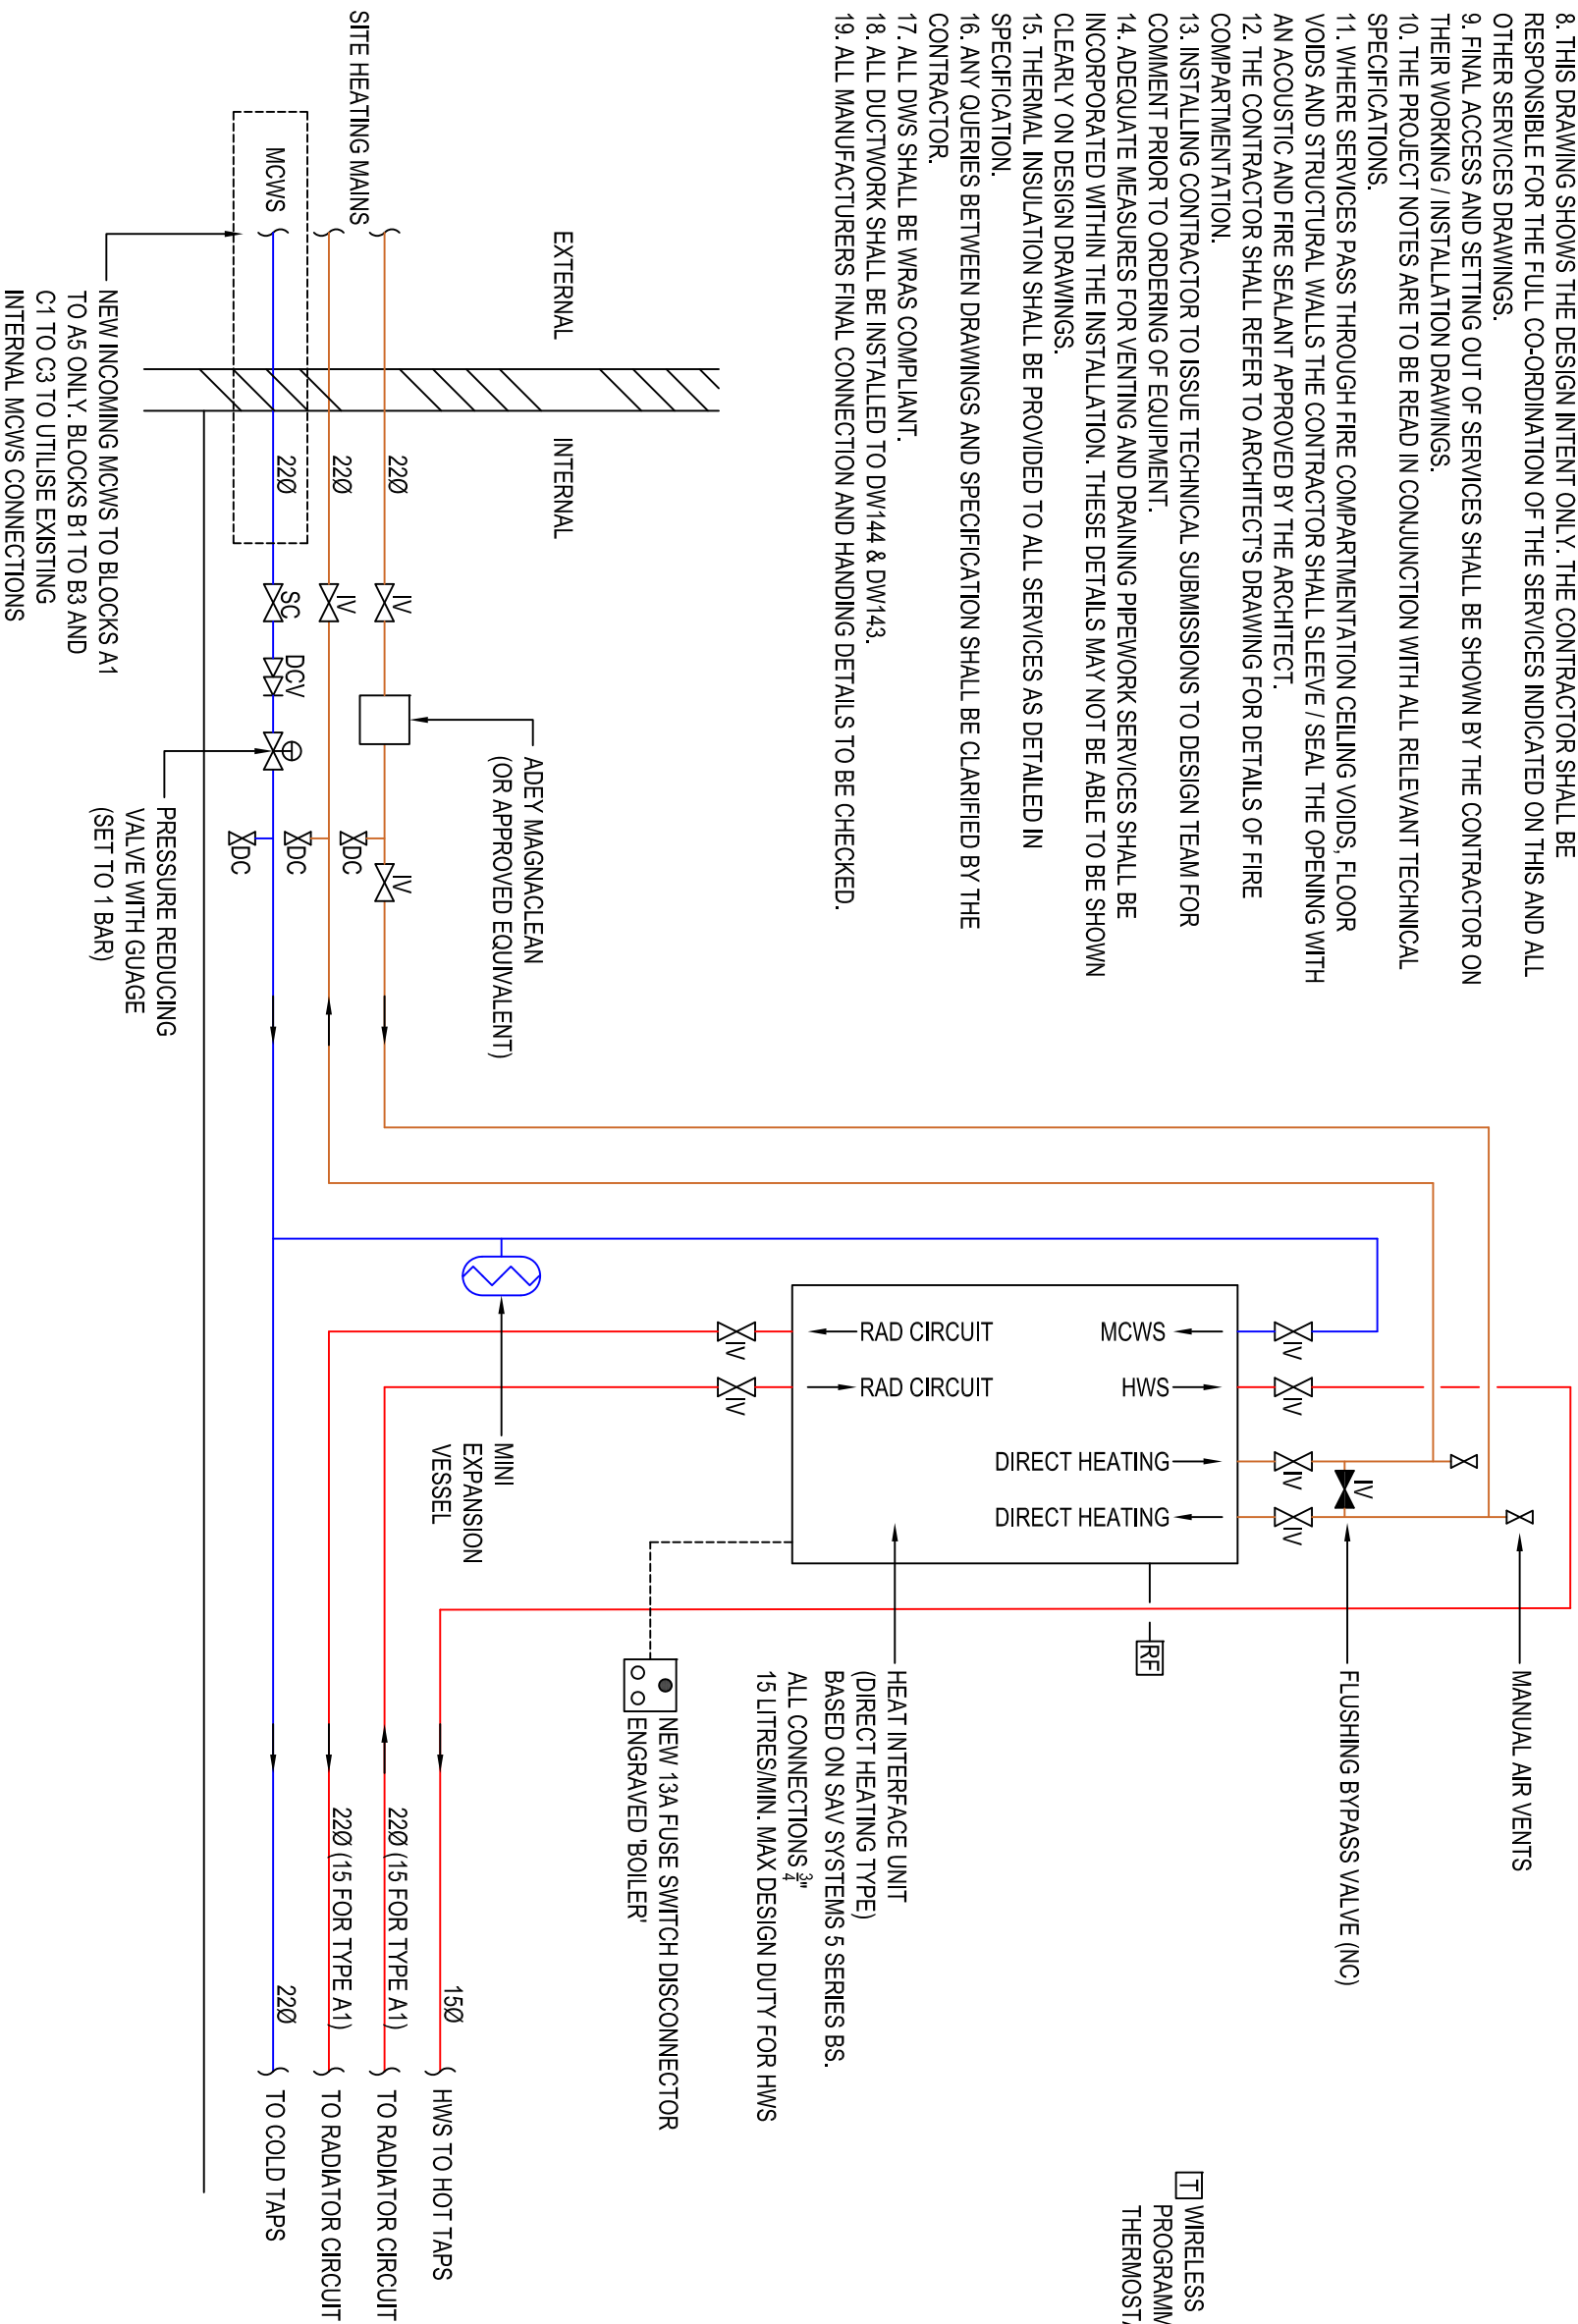 8. THIS DRAWING SHOWS THE DESIGN INTENT ONLY. THE CONTRACTOR SHALL BE
RESPONSIBLE FOR THE FULL CO-ORDINATION OF THE SERVICES INDICATED ON THIS AND ALL
OTHER SERVICES DRAWINGS.
9. FINAL ACCESS AND SETTING OUT OF SERVICES SHALL BE SHOWN BY THE CONTRACTOR ON
THEIR WORKING / INSTALLATION DRAWINGS.
10. THE PROJECT NOTES ARE TO BE READ IN CONJUNCTION WITH ALL RELEVANT TECHNICAL
SPECIFICATIONS.
11. WHERE SERVICES PASS THROUGH FIRE COMPARTMENTATION CEILING VOIDS, FLOOR
VOIDS AND STRUCTURAL WALLS THE CONTRACTOR SHALL SLEEVE / SEAL THE OPENING WITH
AN ACOUSTIC AND FIRE SEALANT APPROVED BY THE ARCHITECT.
12. THE CONTRACTOR SHALL REFER TO ARCHITECT'S DRAWING FOR DETAILS OF FIRE
COMPARTMENTATION.
13. INSTALLING CONTRACTOR TO ISSUE TECHNICAL SUBMISSIONS TO DESIGN TEAM FOR
COMMENT PRIOR TO ORDERING OF EQUIPMENT.
14. ADEQUATE MEASURES FOR VENTING AND DRAINING PIPEWORK SERVICES SHALL BE
INCORPORATED WITHIN THE INSTALLATION. THESE DETAILS MAY NOT BE ABLE TO BE SHOWN
CLEARLY ON DESIGN DRAWINGS.
15. THERMAL INSULATION SHALL BE PROVIDED TO ALL SERVICES AS DETAILED IN
SPECIFICATION.
16. ANY QUERIES BETWEEN DRAWINGS AND SPECIFICATION SHALL BE CLARIFIED BY THE
CONTRACTOR.
17. ALL DWS SHALL BE WRAS COMPLIANT.
18. ALL DUCTWORK SHALL BE INSTALLED TO DW144 & DW143.
19. ALL MANUFACTURERS FINAL CONNECTION AND HANDING DETAILS TO BE CHECKED.
MANUAL AIR VENTS
FLUSHING BYPASS VALVE (NC)
IV
IV
IV
IV
IV
MCWS
HWS
DIRECT HEATING
DIRECT HEATING
RF
WIRELESS
PROGRAMM
THERMOSTA
T
RAD CIRCUIT
RAD CIRCUIT
IV
IV
HEAT INTERFACE UNIT
(DIRECT HEATING TYPE)
BASED ON SAV SYSTEMS 5 SERIES BS.
ALL CONNECTIONS ¾"
15 LITRES/MIN. MAX DESIGN DUTY FOR HWS
NEW 13A FUSE SWITCH DISCONNECTOR
ENGRAVED 'BOILER'
MINI
EXPANSION
VESSEL
EXTERNAL
INTERNAL
ADEY MAGNACLEAN
(OR APPROVED EQUIVALENT)
SITE HEATING MAINS
MCWS
22Ø
22Ø
22Ø
IV
IV
IV
SC
DCV
DC
DC
DC
15Ø
HWS TO HOT TAPS
22Ø (15 FOR TYPE A1)
TO RADIATOR CIRCUIT
22Ø (15 FOR TYPE A1)
TO RADIATOR CIRCUIT
22Ø
TO COLD TAPS
PRESSURE REDUCING
VALVE WITH GUAGE
(SET TO 1 BAR)
NEW INCOMING MCWS TO BLOCKS A1
TO A5 ONLY. BLOCKS B1 TO B3 AND
C1 TO C3 TO UTILISE EXISTING
INTERNAL MCWS CONNECTIONS